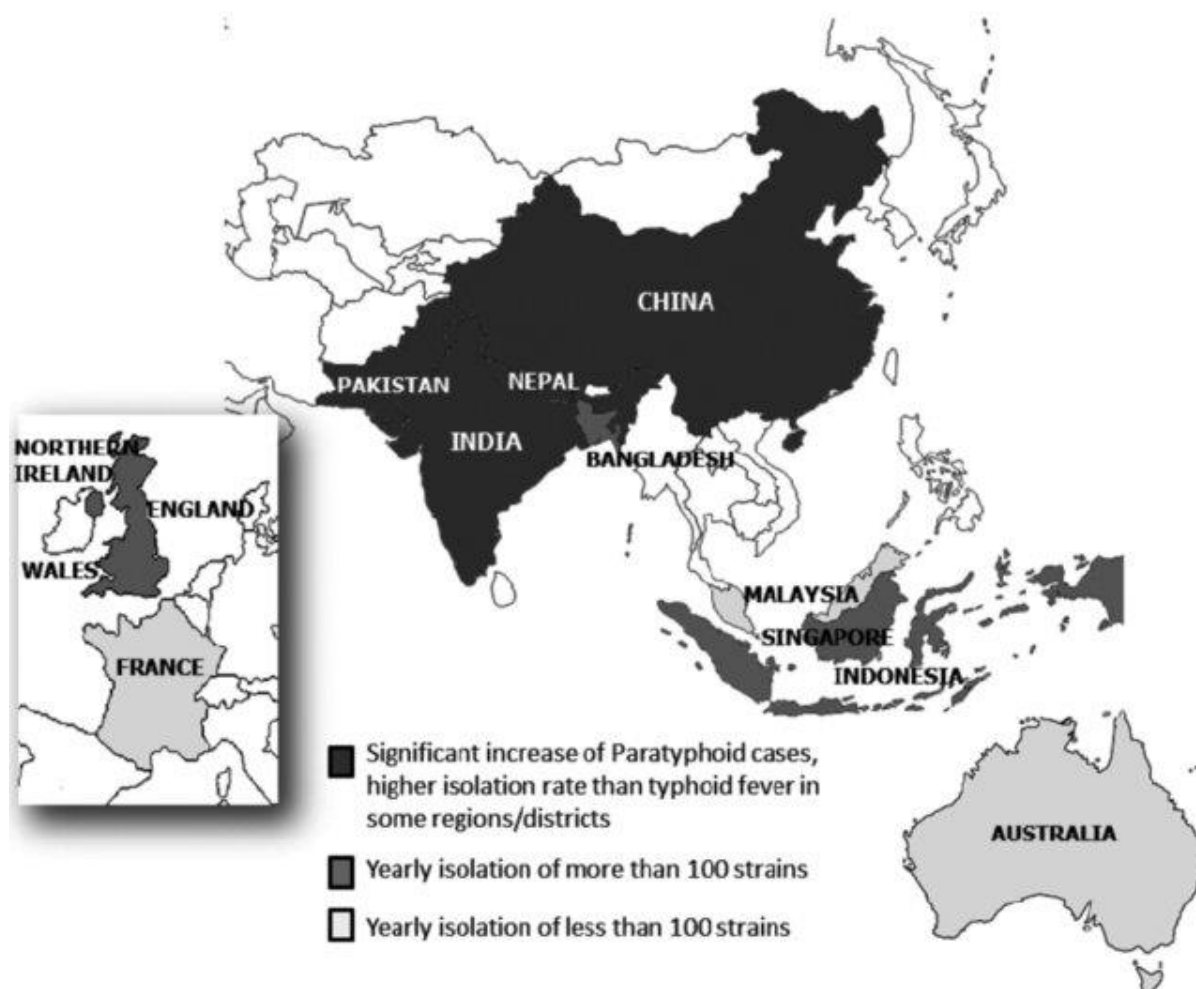 CHINA
PAKISTAN
NEPAL
INDIA
BANGLADESH
NORTHERN
IRELAND
ENGLAND
WALES
FRANCE
MALAYSIA
SINGAPORE
INDONESIA
AUSTRALIA
Significant increase of Paratyphoid cases,
higher isolation rate than typhoid fever in
some regions/districts
Yearly isolation of more than 100 strains
Yearly isolation of less than 100 strains